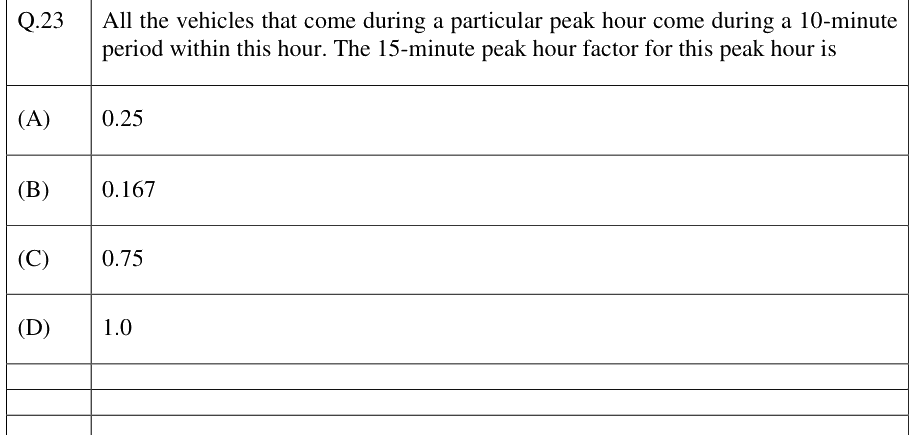 Q.23 All the vehicles that come during a particular peak hour come during a 10-minute
period within this hour. The 15-minute peak hour factor for this peak hour is
(A) 0.25
(B) 0.167
(C) 0.75
(D) 1.0